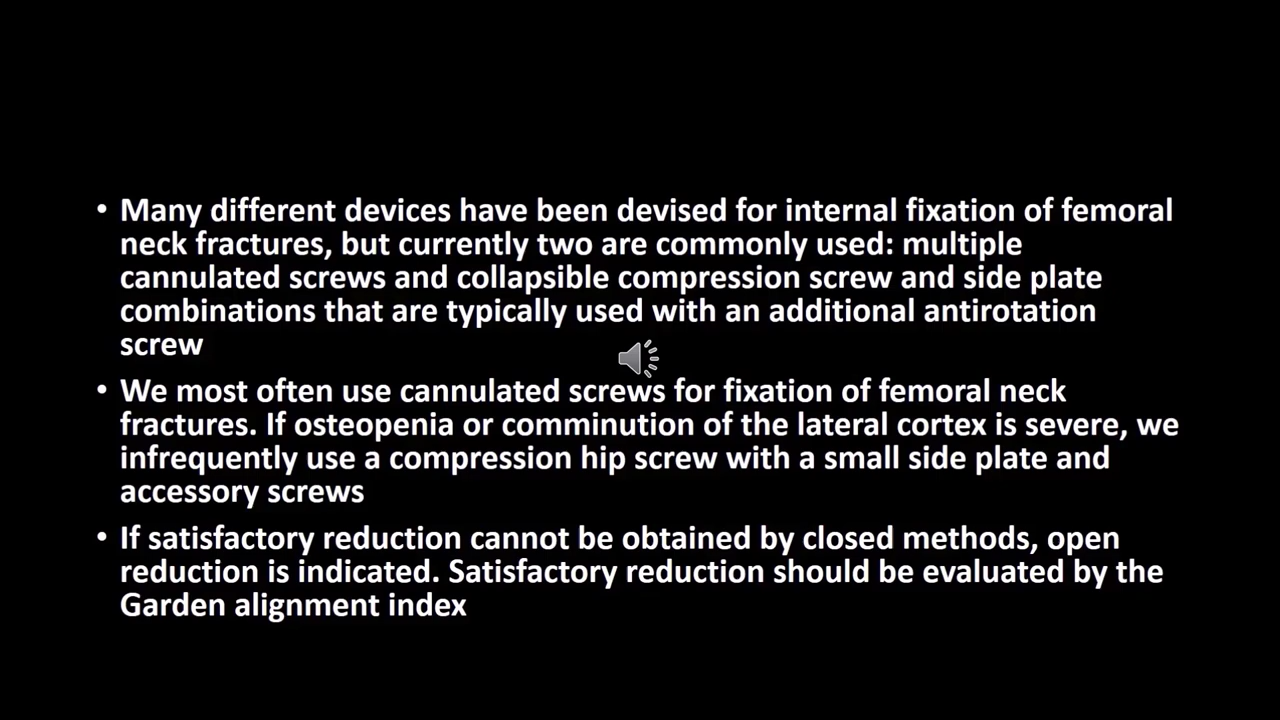 • Many different devices have been devised for internal fixation of femoral
neck fractures, but currently two are commonly used: multiple
cannulated screws and collapsible compression screw and side plate
combinations that are typically used with an additional antirotation
screw
• We most often use cannulated screws for fixation of femoral neck
fractures. If osteopenia or comminution of the lateral cortex is severe, we
infrequently use a compression hip screw with a small side plate and
accessory screws
• If satisfactory reduction cannot be obtained by closed methods, open
reduction is indicated. Satisfactory reduction should be evaluated by the
Garden alignment index